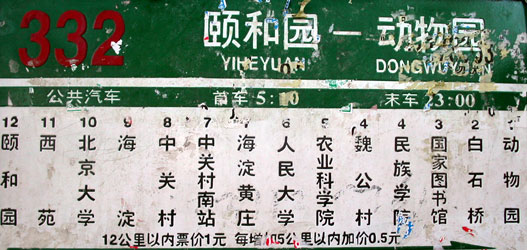 332
颐和园 — 动物园
YIHEYUAN DONGWUYUAN
公共汽车 首车 5:10 末车 23:00
12 11 10 9 8 7 7 6 5 4 4 3 2 1
颐和园
西苑
北京大学
海淀
中关村
中关村南站
海淀黄庄
人民大学
农业科学院
魏公村
民族学院
国家图书馆
白石桥
动物园
12公里以内票价1元 每增加5公里以内加价0.5元